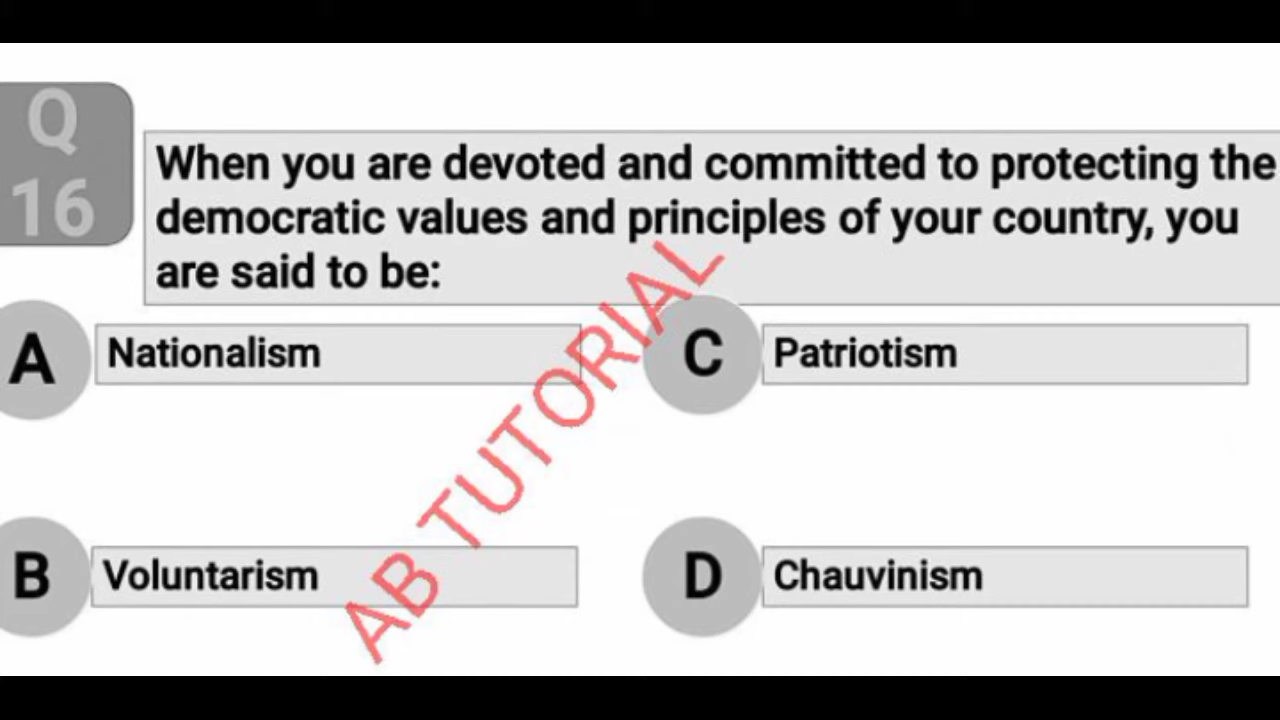 Q
16
When you are devoted and committed to protecting the
democratic values and principles of your country, you
are said to be:
A Nationalism
C Patriotism
B Voluntarism
D Chauvinism
AB TUTORIAL